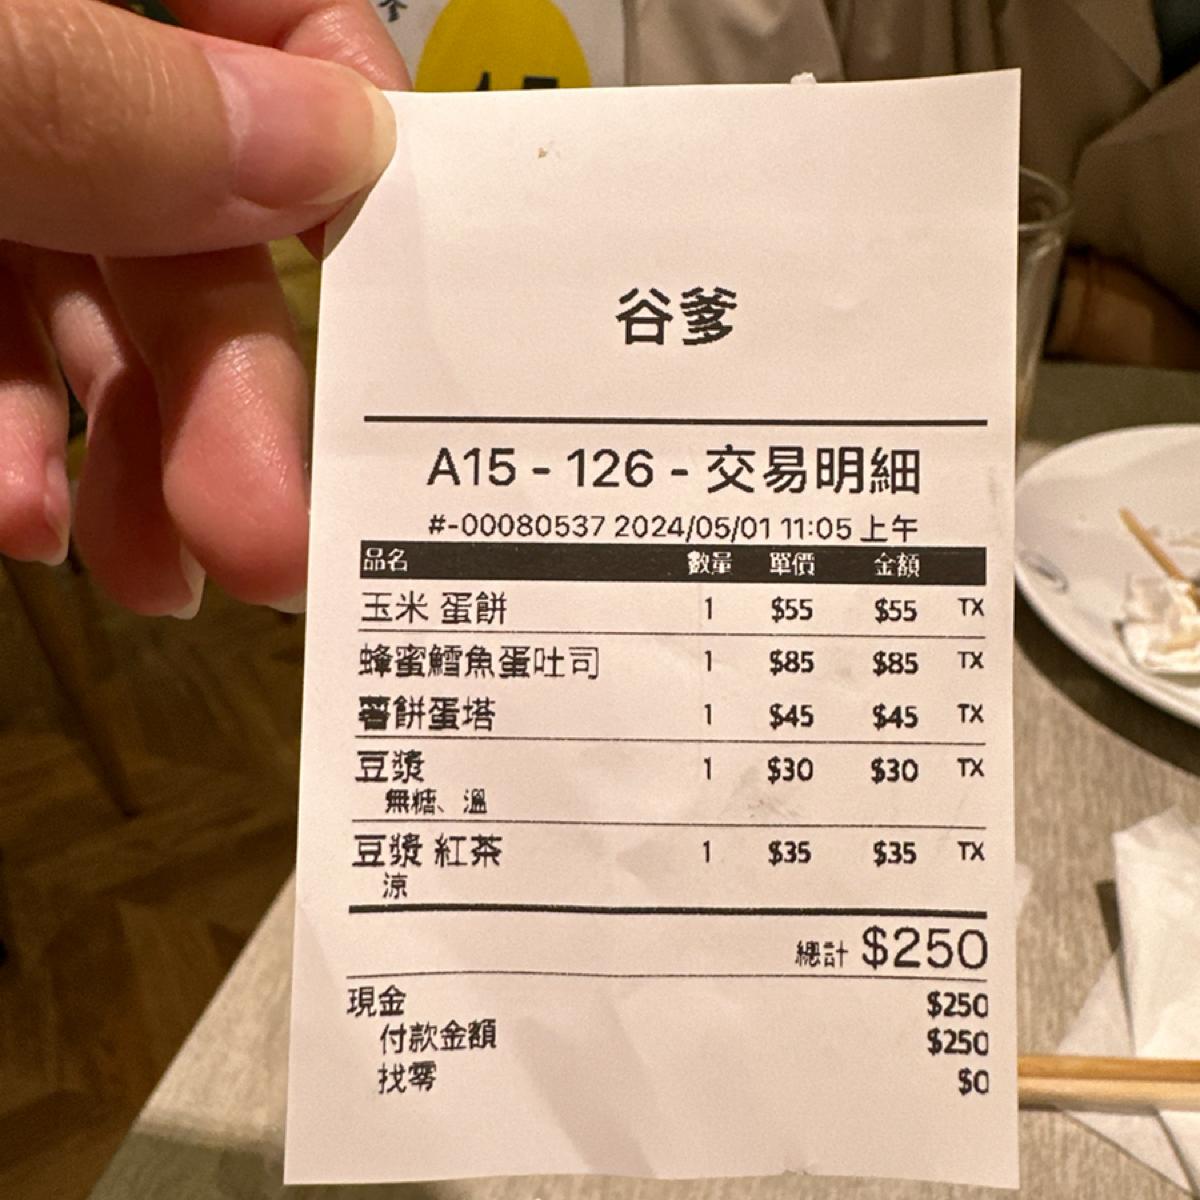 谷爹
A15 - 126 - 交易明細
#-00080537 2024/05/01 11:05 上午
品名 數量 單價 金額
玉米 蛋餅 1 $55 $55 TX
蜂蜜鱈魚蛋吐司 1 $85 $85 TX
薯餅蛋塔 1 $45 $45 TX
豆漿 1 $30 $30 TX
無糖、溫
豆漿 紅茶 1 $35 $35 TX
涼
總計 $250
現金 $250
付款金額 $250
找零 $0